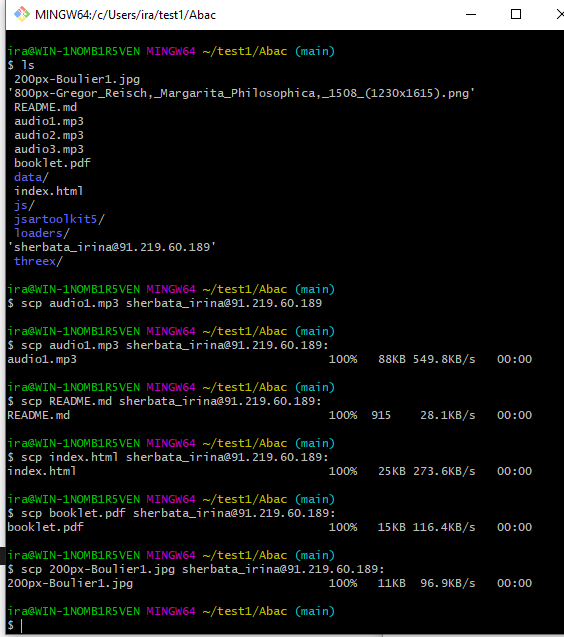 MINGW64:/c/Users/ira/test1/Abac
ira@WIN-1NOMB1R5VEN MINGW64 ~/test1/Abac (main)
$ ls
200px-Boulier1.jpg
'800px-Gregor_Reisch,_Margarita_Philosophica,_1508_(1230x1615).png'
README.md
audio1.mp3
audio2.mp3
audio3.mp3
booklet.pdf
data/
index.html
js/
jsartoolkit5/
loaders/
'sherbata_irina@91.219.60.189'
threex/
ira@WIN-1NOMB1R5VEN MINGW64 ~/test1/Abac (main)
$ scp audio1.mp3 sherbata_irina@91.219.60.189
ira@WIN-1NOMB1R5VEN MINGW64 ~/test1/Abac (main)
$ scp audio1.mp3 sherbata_irina@91.219.60.189:
audio1.mp3 100% 88KB 549.8KB/s 00:00
ira@WIN-1NOMB1R5VEN MINGW64 ~/test1/Abac (main)
$ scp README.md sherbata_irina@91.219.60.189:
README.md 100% 915 28.1KB/s 00:00
ira@WIN-1NOMB1R5VEN MINGW64 ~/test1/Abac (main)
$ scp index.html sherbata_irina@91.219.60.189:
index.html 100% 25KB 273.6KB/s 00:00
ira@WIN-1NOMB1R5VEN MINGW64 ~/test1/Abac (main)
$ scp booklet.pdf sherbata_irina@91.219.60.189:
booklet.pdf 100% 15KB 116.4KB/s 00:00
ira@WIN-1NOMB1R5VEN MINGW64 ~/test1/Abac (main)
$ scp 200px-Boulier1.jpg sherbata_irina@91.219.60.189:
200px-Boulier1.jpg 100% 11KB 96.9KB/s 00:00
ira@WIN-1NOMB1R5VEN MINGW64 ~/test1/Abac (main)
$